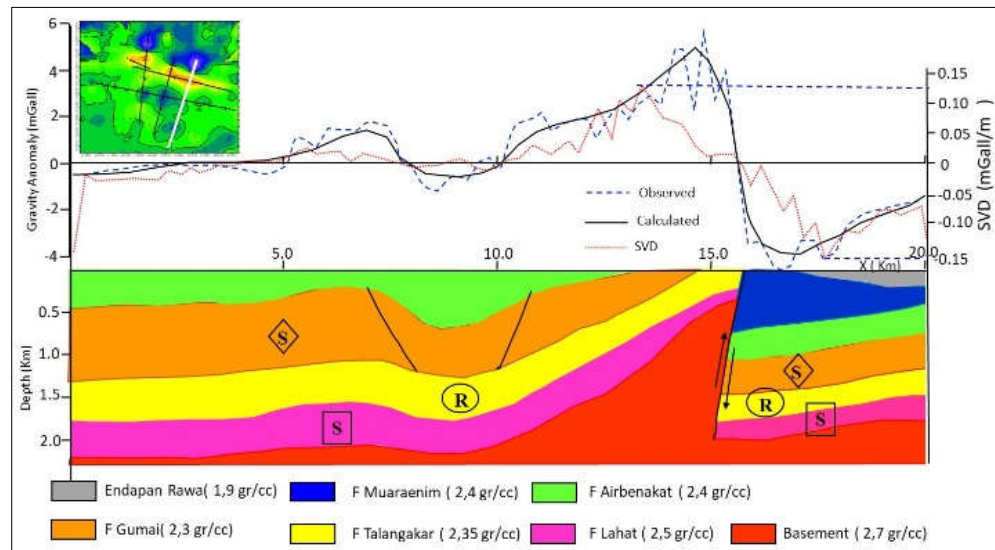 6
4
2
0
-2
-4
Gravity Anomaly (mGall)
0.15
0.10
0.05
0
-0.05
-0.10
-0.15
SVD (mGall/m
Observed
Calculated
SVD
5.0
10.0
15.0
20.0
X ( Km)
0.5
1.0
1.5
2.0
Depth(Km)
S
R
S
S
R
S
Endapan Rawa( 1,9 gr/cc)
F Muaraenim ( 2,4 gr/cc)
F Airbenakat ( 2,4 gr/cc)
F Gumai( 2,3 gr/cc)
F Talangakar ( 2,35 gr/cc)
F Lahat ( 2,5 gr/cc)
Basement ( 2,7 gr/cc)